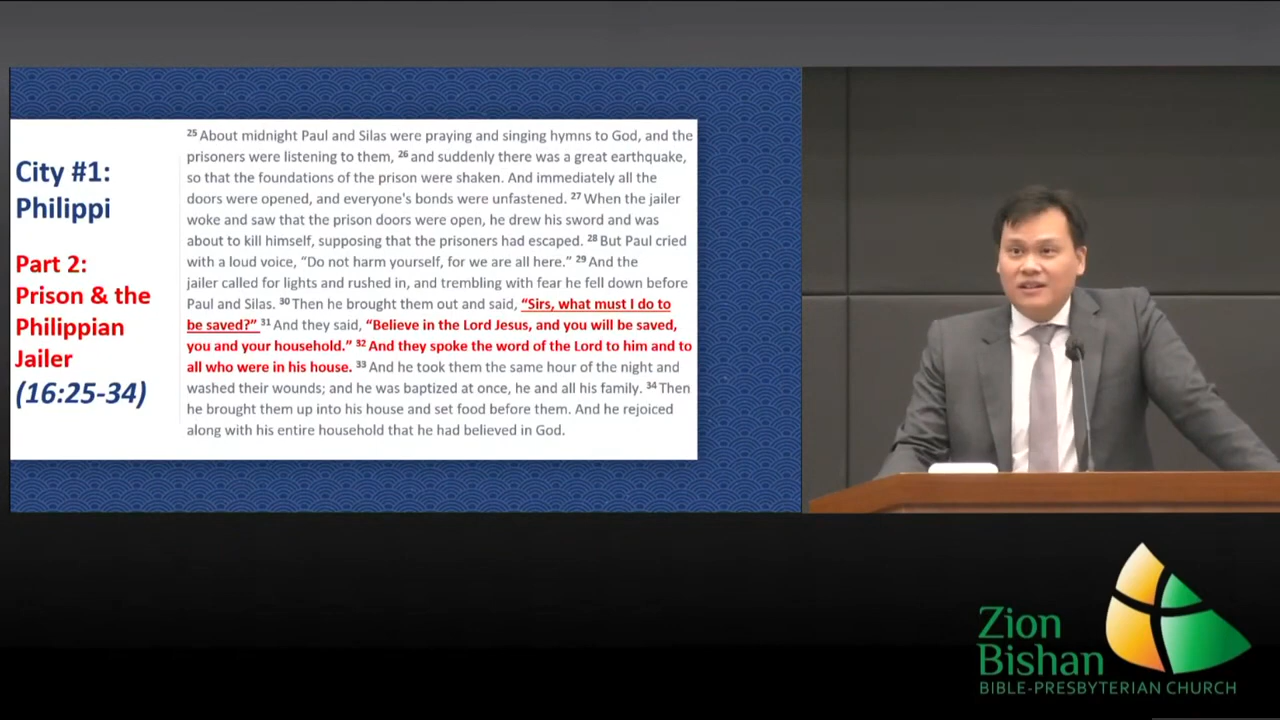 City #1:
Philippi
Part 2:
Prison & the
Philippian
Jailer
(16:25-34)
25 About midnight Paul and Silas were praying and singing hymns to God, and the
prisoners were listening to them, 26 and suddenly there was a great earthquake,
so that the foundations of the prison were shaken. And immediately all the
doors were opened, and everyone's bonds were unfastened. 27 When the jailer
woke and saw that the prison doors were open, he drew his sword and was
about to kill himself, supposing that the prisoners had escaped. 28 But Paul cried
with a loud voice, “Do not harm yourself, for we are all here.” 29 And the
jailer called for lights and rushed in, and trembling with fear he fell down before
Paul and Silas. 30 Then he brought them out and said, “Sirs, what must I do to
be saved?” 31 And they said, “Believe in the Lord Jesus, and you will be saved,
you and your household.” 32 And they spoke the word of the Lord to him and to
all who were in his house. 33 And he took them the same hour of the night and
washed their wounds; and he was baptized at once, he and all his family. 34 Then
he brought them up into his house and set food before them. And he rejoiced
along with his entire household that he had believed in God.
Zion
Bishan
BIBLE-PRESBYTERIAN CHURCH